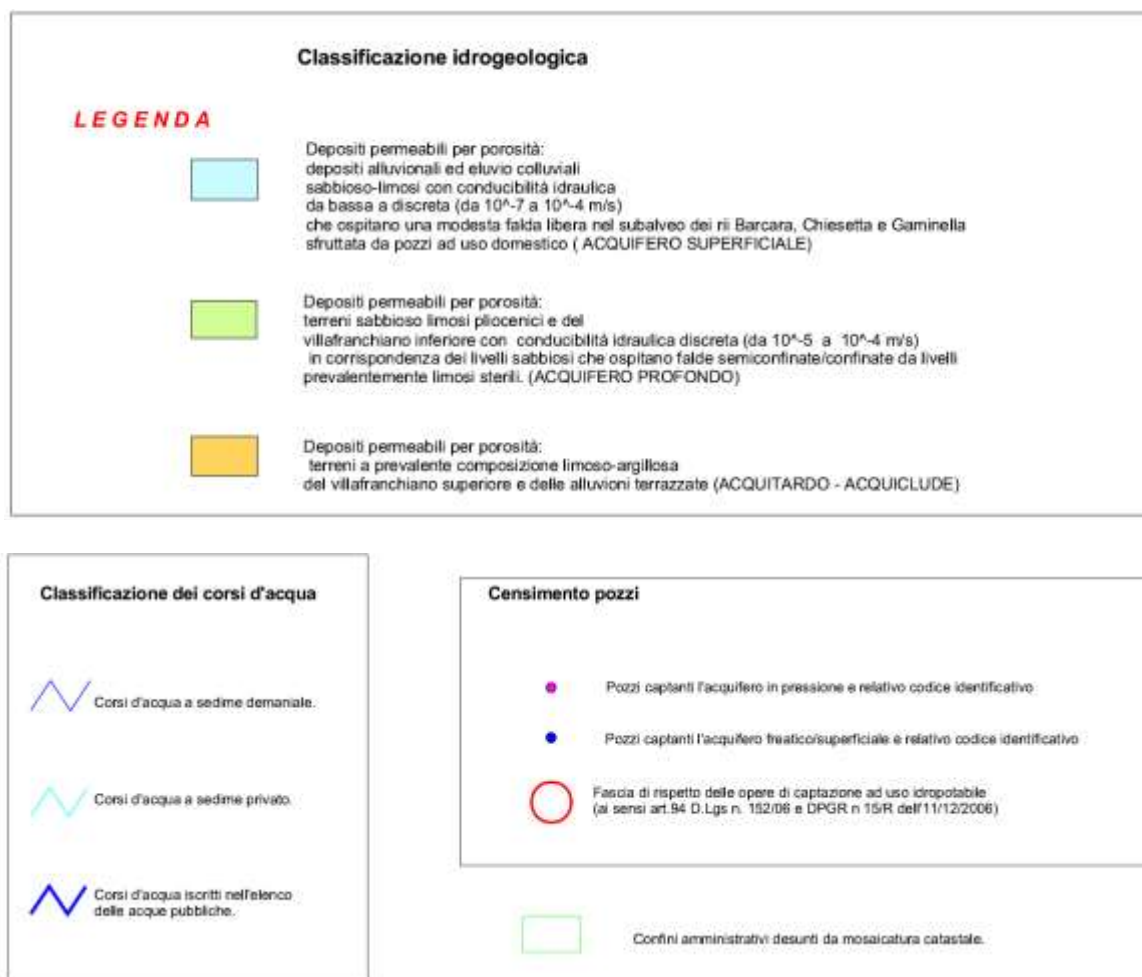 Classificazione idrogeologica
LEGENDA
Depositi permeabili per porosità:
depositi alluvionali ed eluvio colluviali
sabbioso-limosi con conducibilità idraulica
da bassa a discreta (da 10^-7 a 10^-4 m/s)
che ospitano una modesta falda libera nel subalveo dei rii Barcara, Chiesetta e Gaminella
sfruttata da pozzi ad uso domestico ( ACQUIFERO SUPERFICIALE)
Depositi permeabili per porosità:
terreni sabbioso limosi pliocenici e del
villafranchiano inferiore con conducibilità idraulica discreta (da 10^-5 a 10^-4 m/s)
in corrispondenza dei livelli sabbiosi che ospitano falde semiconfinate/confinate da livelli
prevalentemente limosi sterili. (ACQUIFERO PROFONDO)
Depositi permeabili per porosità:
terreni a prevalente composizione limoso-argillosa
del villafranchiano superiore e delle alluvioni terrazzate (ACQUITARDO - ACQUICLUDE)
Classificazione dei corsi d'acqua
Corsi d'acqua a sedime demaniale.
Corsi d'acqua a sedime privato.
Corsi d'acqua iscritti nell'elenco
delle acque pubbliche.
Censimento pozzi
Pozzi captanti l'acquifero in pressione e relativo codice identificativo
Pozzi captanti l'acquifero freatico/superficiale e relativo codice identificativo
Fascia di rispetto delle opere di captazione ad uso idropotabile
(ai sensi art.94 D.Lgs n. 152/06 e DPGR n 15/R dell'11/12/2006)
Confini amministrativi desunti da mosaicatura catastale.